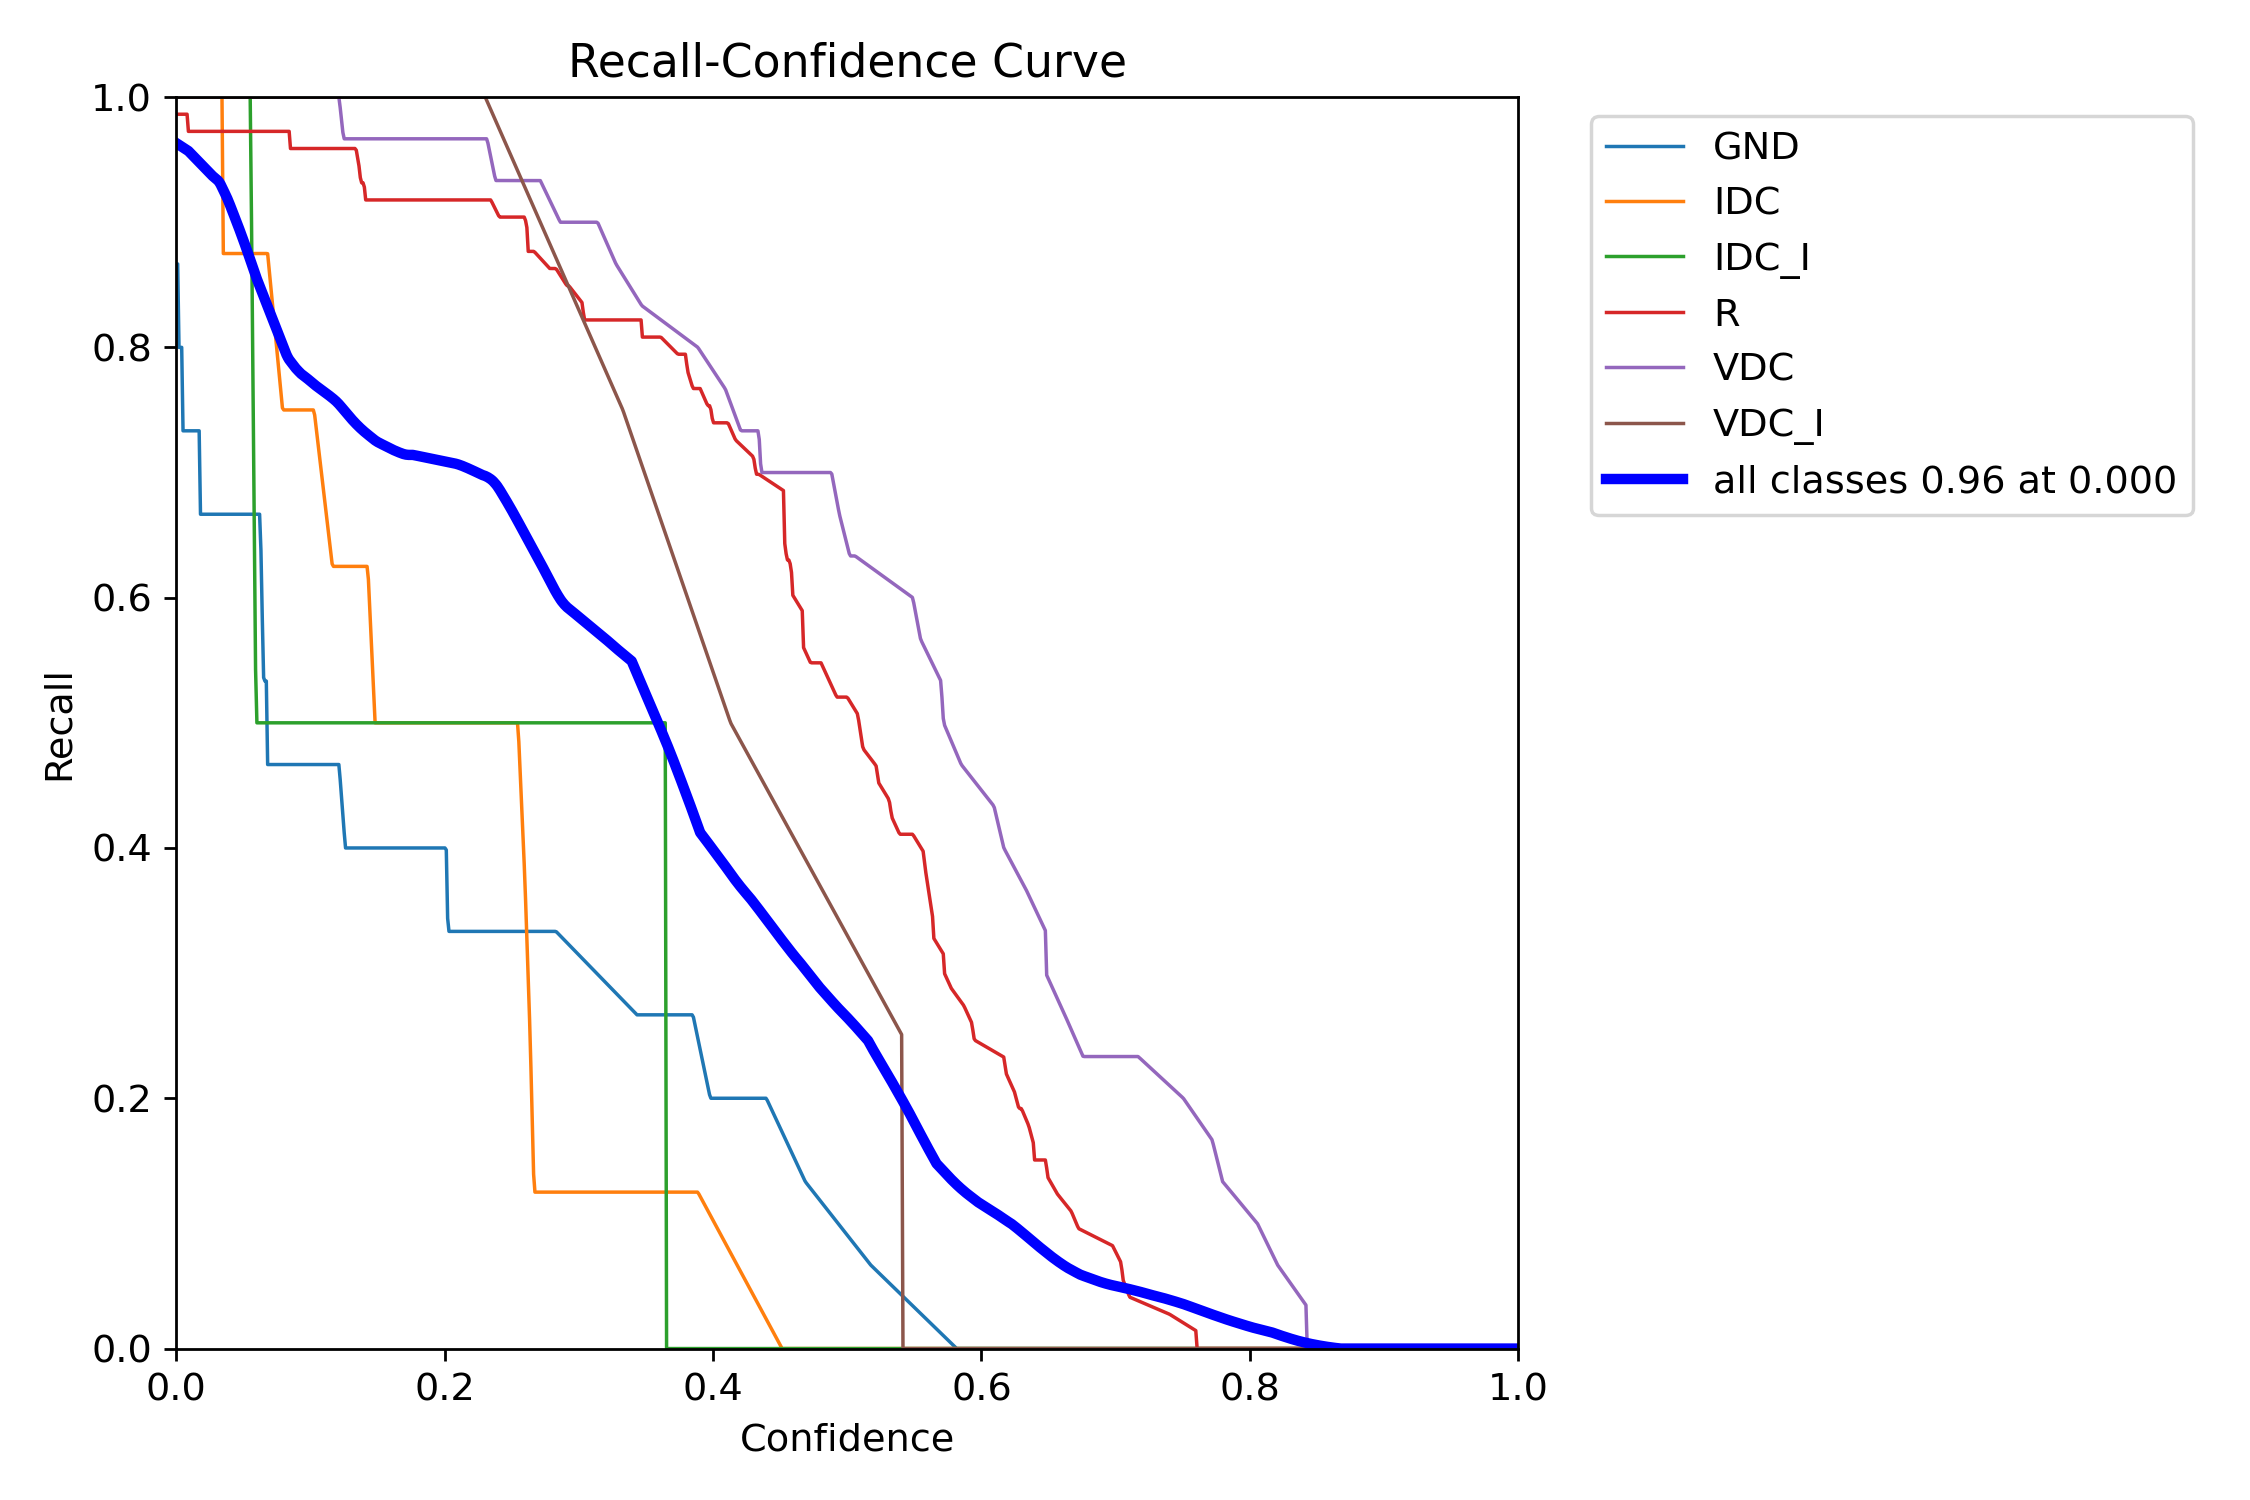 Recall-Confidence Curve
1.0
0.8
0.6
0.4
0.2
0.0
Recall
0.0 0.2 0.4 0.6 0.8 1.0
Confidence
GND
IDC
IDC_I
R
VDC
VDC_I
all classes 0.96 at 0.000